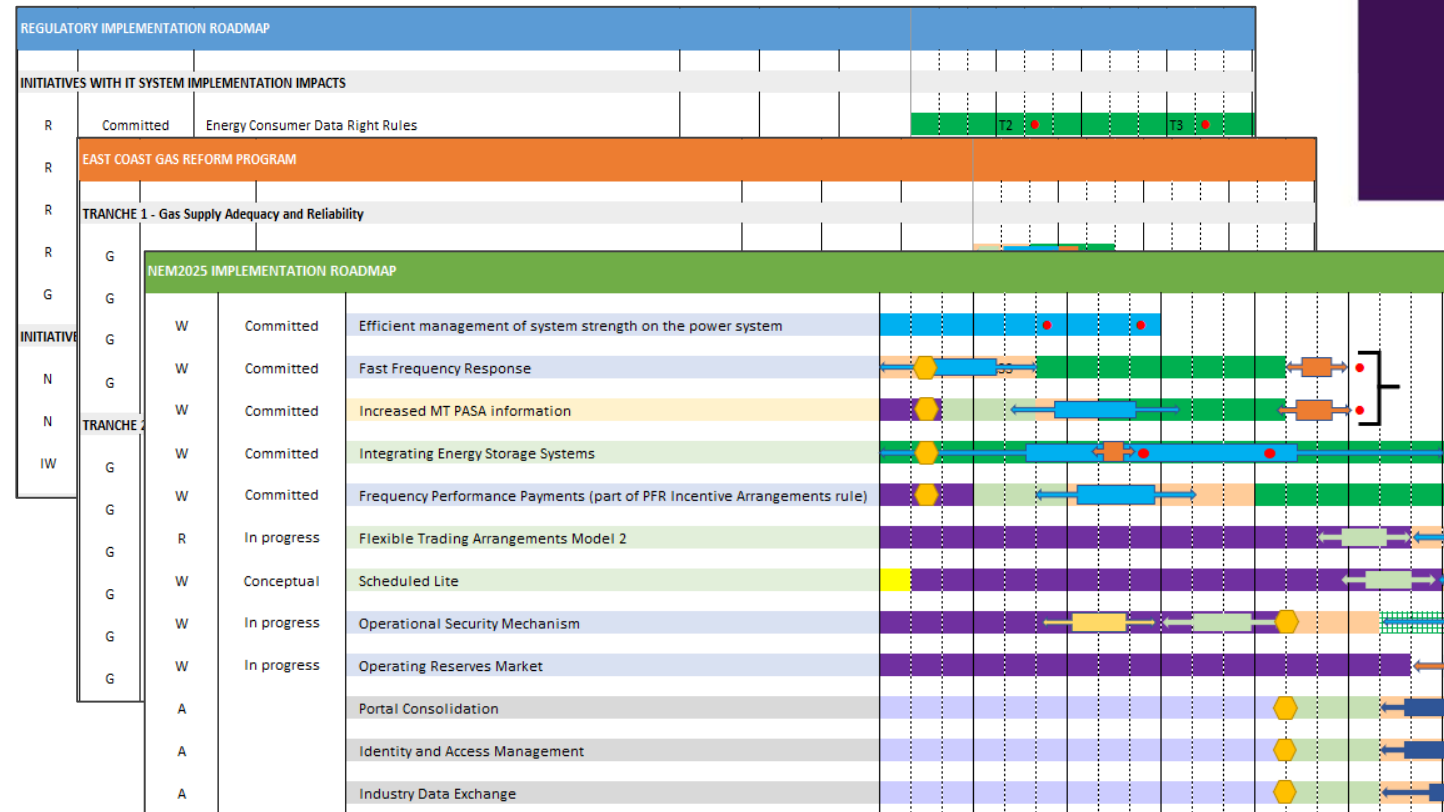 REGULATORY IMPLEMENTATION ROADMAP
INITIATIVES WITH IT SYSTEM IMPLEMENTATION IMPACTS
R Committed Energy Consumer Data Right Rules T2 T3
R
R
R
G
N
N
IW
EAST COAST GAS REFORM PROGRAM
TRANCHE 1 - Gas Supply Adequacy and Reliability
G
G
G
G
TRANCHE
G
G
G
G
G
G
NEM2025 IMPLEMENTATION ROADMAP
W Committed Efficient management of system strength on the power system
W Committed Fast Frequency Response
W Committed Increased MT PASA information
W Committed Integrating Energy Storage Systems
W Committed Frequency Performance Payments (part of PFR Incentive Arrangements rule)
R In progress Flexible Trading Arrangements Model 2
W Conceptual Scheduled Lite
W In progress Operational Security Mechanism
W In progress Operating Reserves Market
A Portal Consolidation
A Identity and Access Management
A Industry Data Exchange